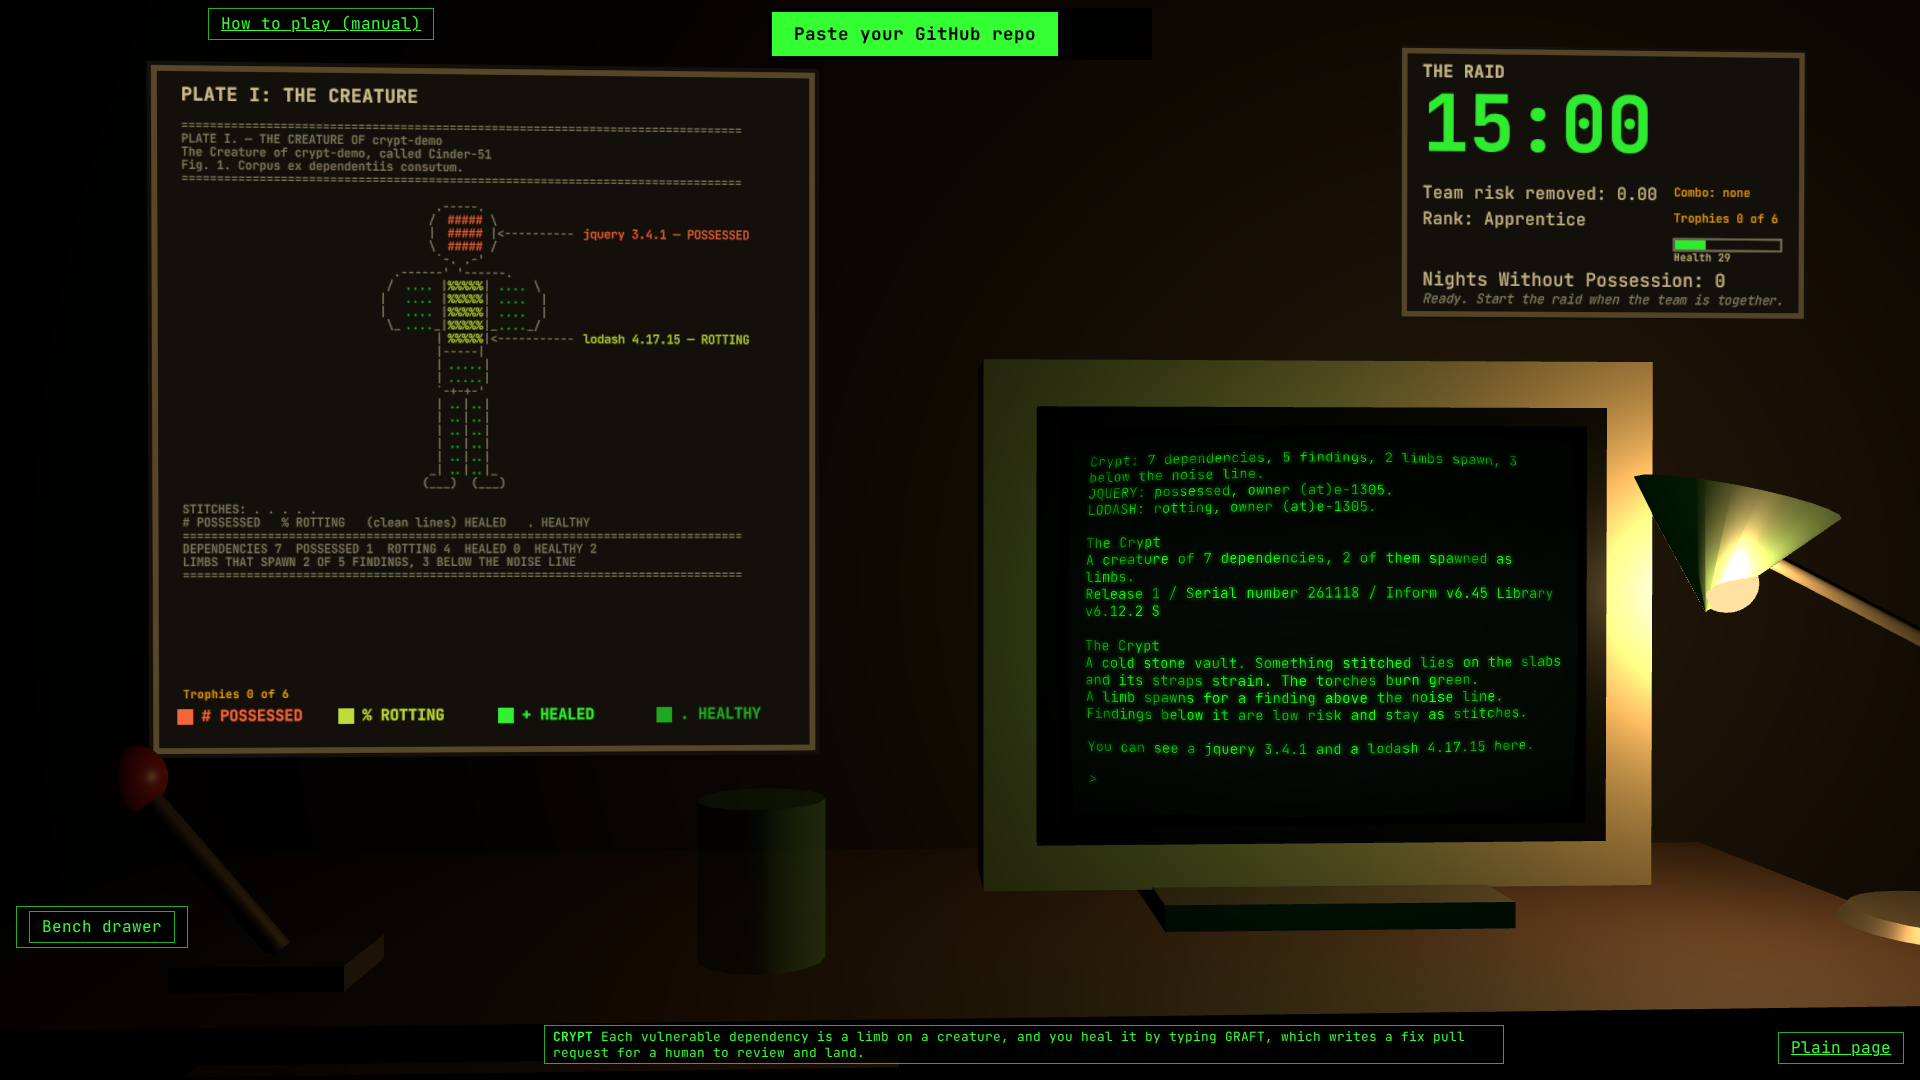 How to play (manual)
Paste your GitHub repo
PLATE I: THE CREATURE
================================================================================
PLATE I. — THE CREATURE OF crypt-demo
The Creature of crypt-demo, called Cinder-51
Fig. 1. Corpus ex dependentiis consutum.
================================================================================
jquery 3.4.1 — POSSESSED
lodash 4.17.15 — ROTTING
STITCHES: . . . . .
# POSSESSED % ROTTING (clean lines) HEALED . HEALTHY
================================================================================
DEPENDENCIES 7 POSSESSED 1 ROTTING 4 HEALED 0 HEALTHY 2
LIMBS THAT SPAWN 2 OF 5 FINDINGS, 3 BELOW THE NOISE LINE
================================================================================
Trophies 0 of 6
# POSSESSED % ROTTING + HEALED . HEALTHY
THE RAID
15:00
Team risk removed: 0.00
Combo: none
Rank: Apprentice
Trophies 0 of 6
Health 29
Nights Without Possession: 0
Ready. Start the raid when the team is together.
Crypt: 7 dependencies, 5 findings, 2 limbs spawn, 3
below the noise line.
JQUERY: possessed, owner (at)e-1305.
LODASH: rotting, owner (at)e-1305.
The Crypt
A creature of 7 dependencies, 2 of them spawned as
limbs.
Release 1 / Serial number 261118 / Inform v6.45 Library
v6.12.2 S
The Crypt
A cold stone vault. Something stitched lies on the slabs
and its straps strain. The torches burn green.
A limb spawns for a finding above the noise line.
Findings below it are low risk and stay as stitches.
You can see a jquery 3.4.1 and a lodash 4.17.15 here.
>
Bench drawer
CRYPT Each vulnerable dependency is a limb on a creature, and you heal it by typing GRAFT, which writes a fix pull
request for a human to review and land.
Plain page